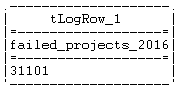 .--------------------.
|     tLogRow_1      |
|=------------------=|
|failed_projects_2016|
|=------------------=|
|31101               |
'--------------------'